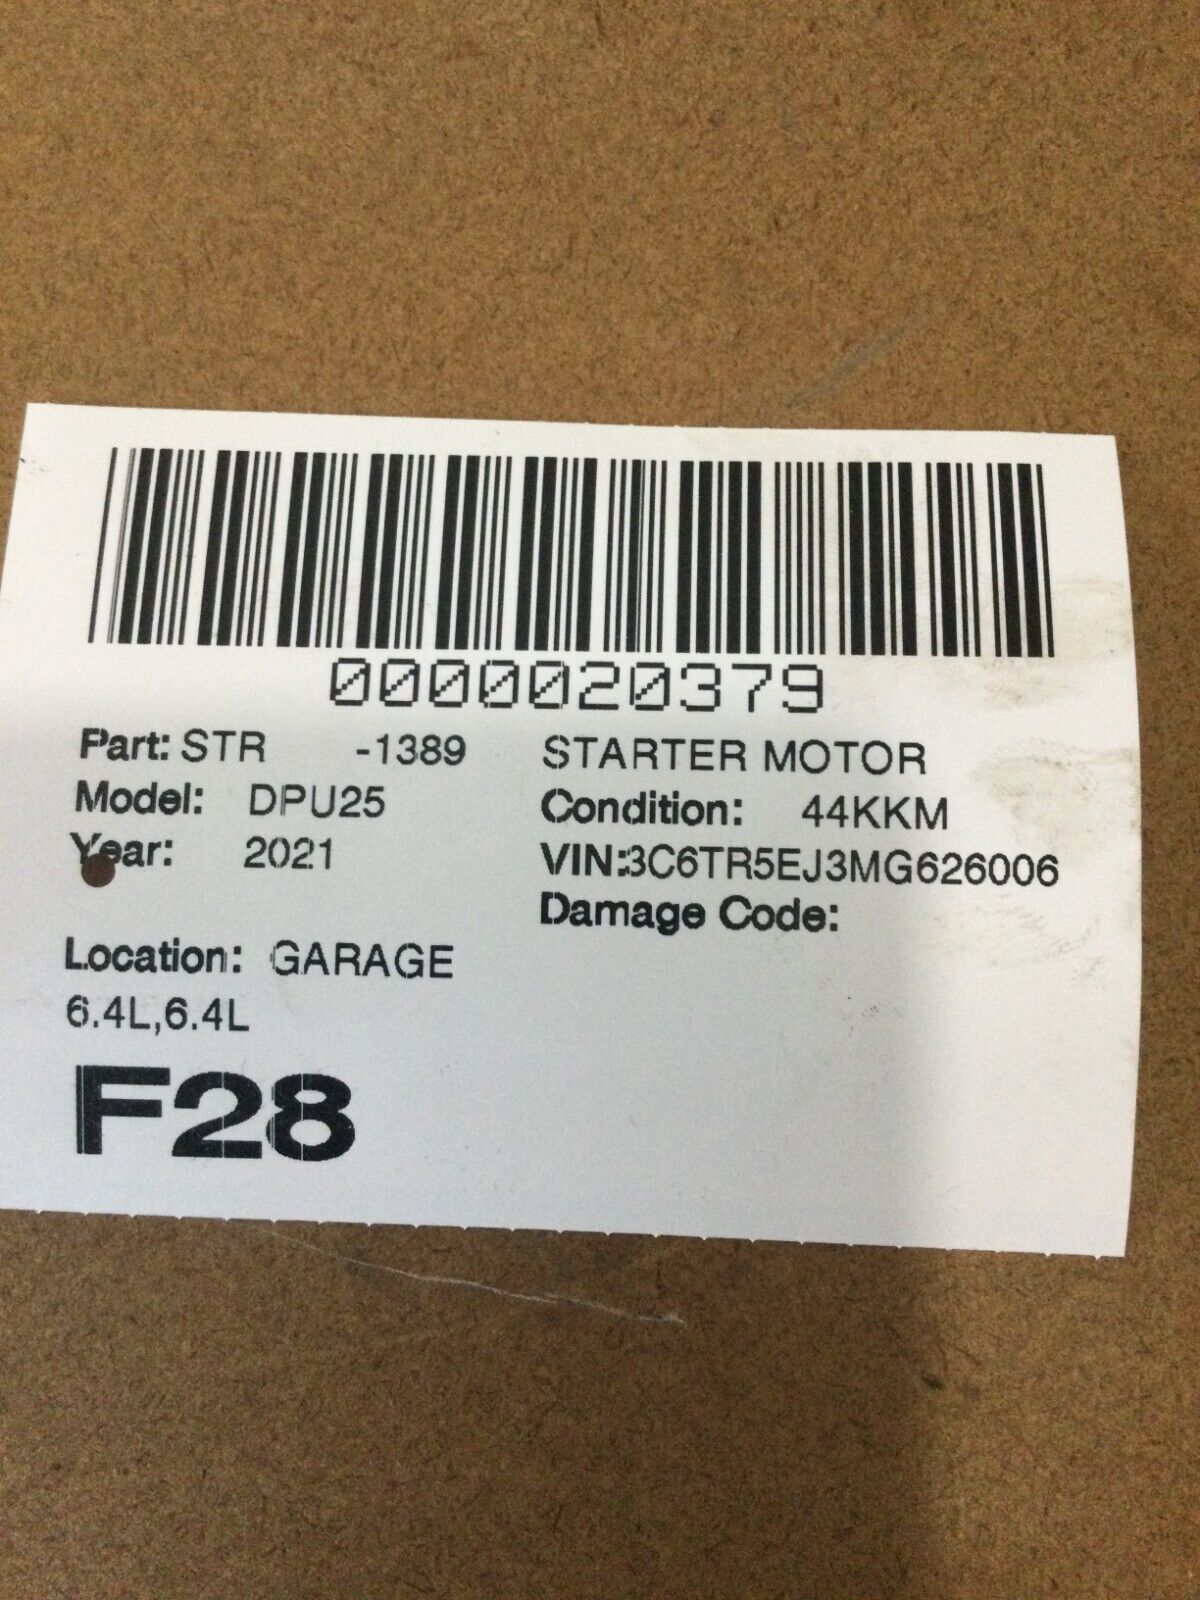 0000020379
Part: STR -1389 STARTER MOTOR
Model: DPU25 Condition: 44KKM
Year: 2021 VIN:3C6TR5EJ3MG626006
Damage Code:
Location: GARAGE
6.4L,6.4L
F28